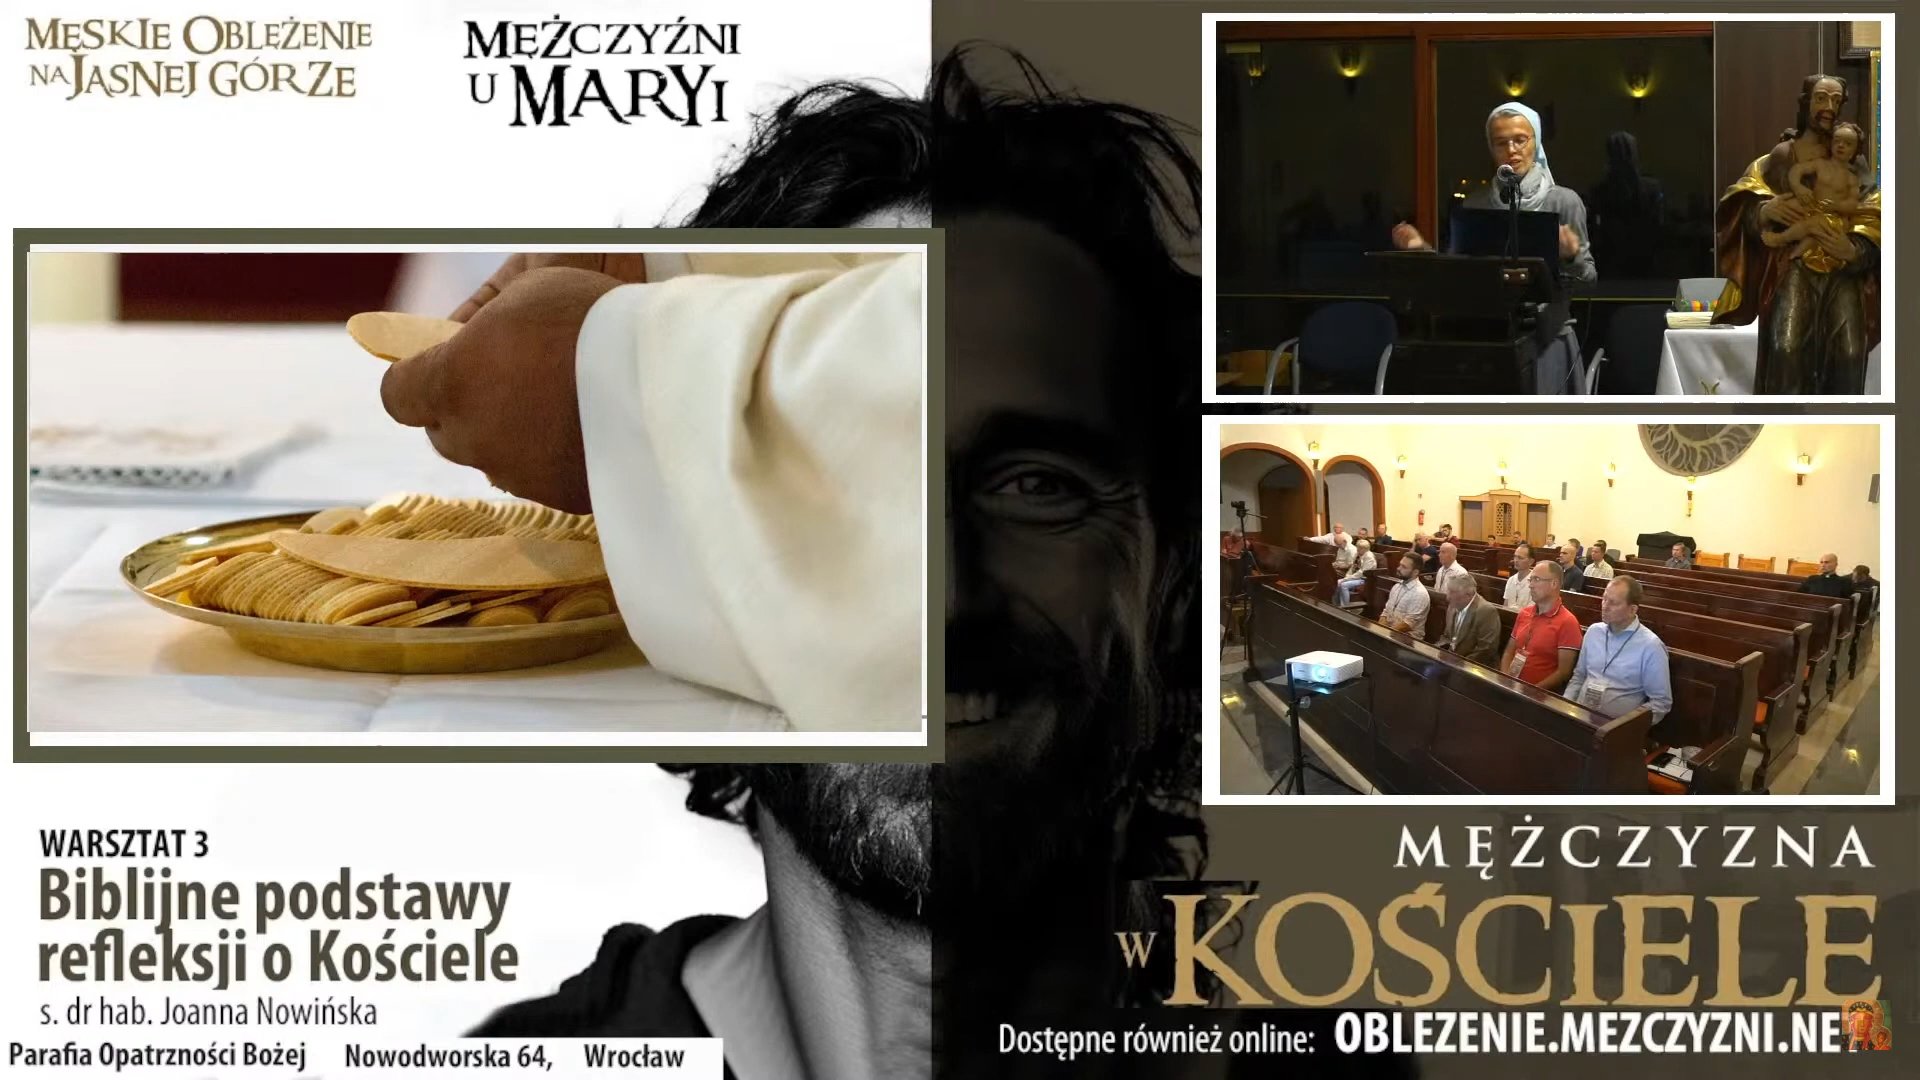 MĘSKIE OBLĘŻENIE
NA JASNEJ GÓRZE
MĘŻCZYŹNI
U MARYI
WARSZTAT 3
Biblijne podstawy
refleksji o Kościele
s. dr hab. Joanna Nowińska
Parafia Opatrzności Bożej Nowodworska 64, Wrocław
MĘŻCZYZNA
W KOŚCIELE
Dostępne również online: OBLEZENIE.MEZCZYZNI.NE